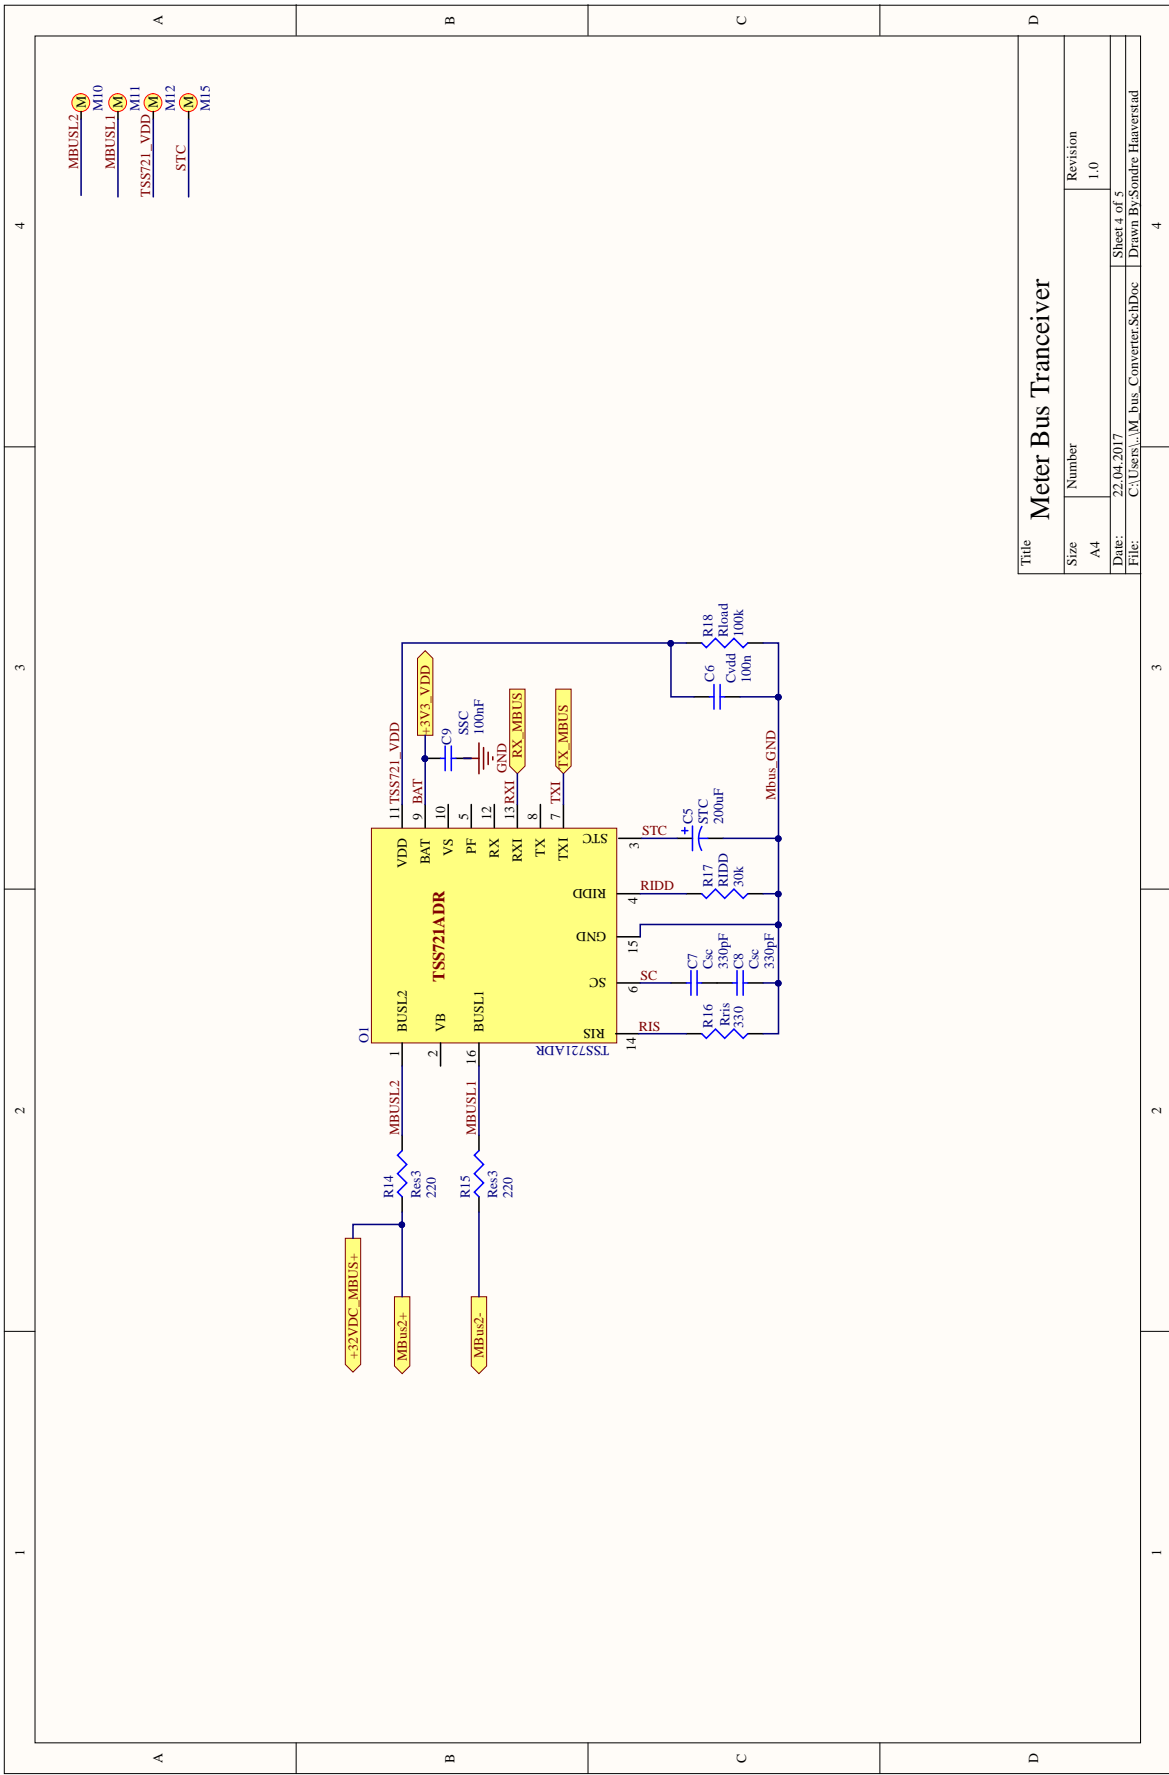 1
2
3
4
A
B
C
D
MBUSL2
M
M10
MBUSL1
M
M11
TSS721_VDD
M
M12
STC
M
M15
+32VDC_MBUS+
MBus2+
R14
Res3
220
MBUSL2
1
MBus2-
R15
Res3
220
MBUSL1
16
2
O1
BUSL2
VB
BUSL1
TSS721ADR
VDD
BAT
VS
PF
RX
RXI
TX
TXI
RIS
SC
GND
RIDD
STC
TSS721ADR
11 TSS721_VDD
9 BAT
10
5
12
13 RXI
8
7 TXI
+3V3_VDD
C9
SSC
100nF
GND
RX_MBUS
TX_MBUS
14
RIS
6
SC
15
4
RIDD
3
STC
R16
Rris
330
C7
Csc
330pF
C8
Csc
330pF
R17
RIDD
30k
+
C5
STC
200uF
Mbus_GND
C6
Cvdd
100n
R18
Rload
100k
Title
Meter Bus Tranceiver
Size
A4
Number
Revision
1.0
Date: 22.04.2017 Sheet 4 of 5
File: C:\Users\..\M_bus_Converter.SchDoc Drawn By:Sondre Haaverstad
A
B
C
D
1
2
3
4